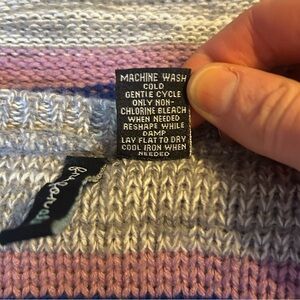 MACHINE WASH
COLD
GENTLE CYCLE
ONLY NON-
CHLORINE BLEACH
WHEN NEEDED
RESHAPE WHILE
DAMP
LAY FLAT TO DRY
COOL IRON WHEN
NEEDED